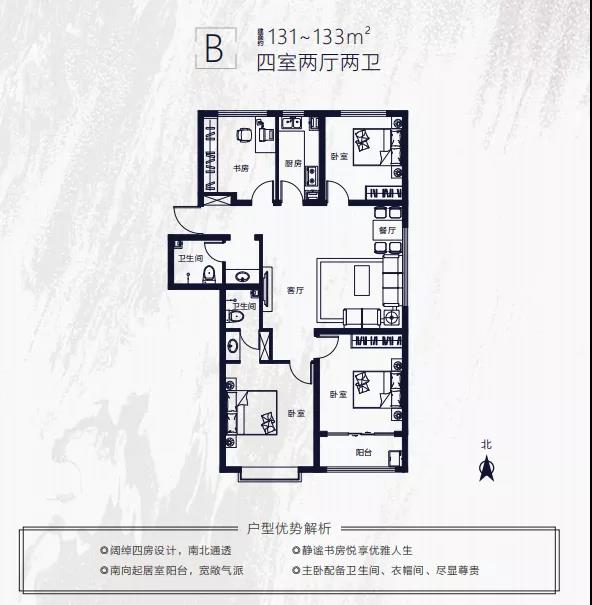 B
建筑约131~133m²
四室两厅两卫
书房
厨房
卧室
餐厅
卫生间
客厅
卫生间
卧室
卧室
阳台
北
户型优势解析
◎阔绰四房设计，南北通透
◎静谧书房悦享优雅人生
◎南向起居室阳台，宽敞气派
◎主卧配备卫生间、衣帽间、尽显尊贵